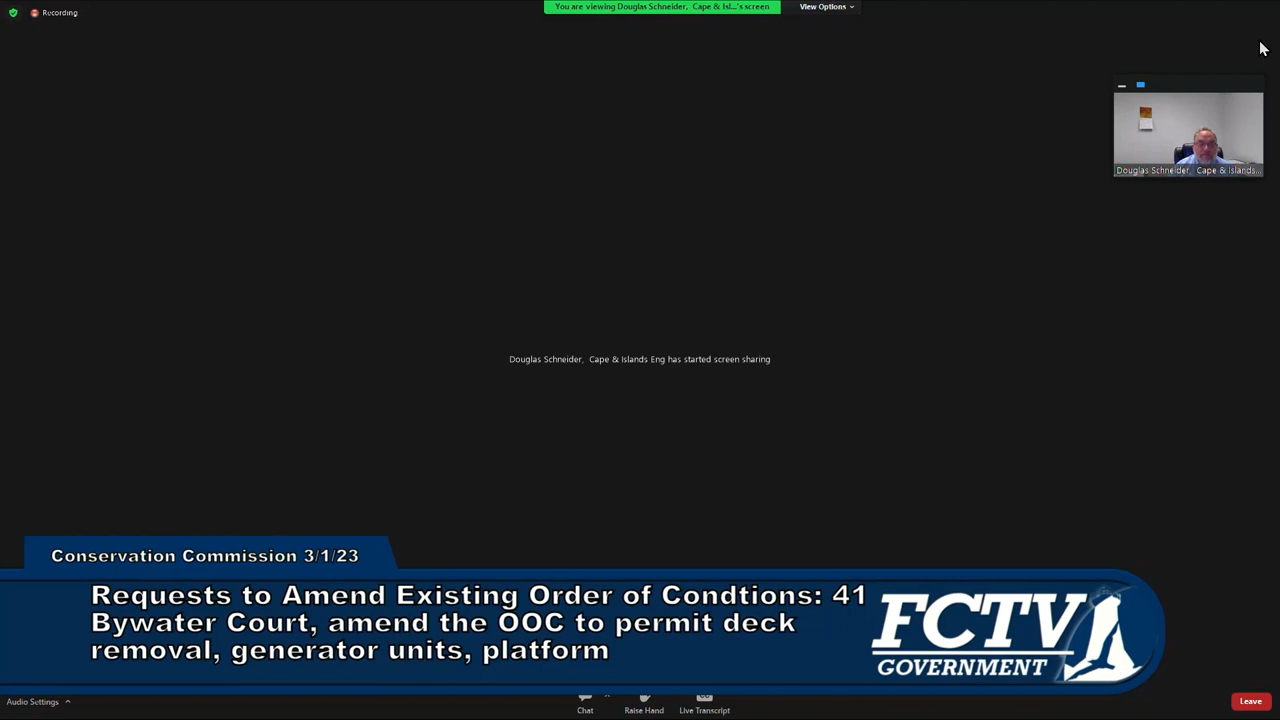 Recording
You are viewing Douglas Schneider, Cape & Isl...'s screen
View Options
Douglas Schneider, Cape & Islands...
Douglas Schneider, Cape & Islands Eng has started screen sharing
Conservation Commission 3/1/23
Requests to Amend Existing Order of Condtions: 41
Bywater Court, amend the OOC to permit deck
removal, generator units, platform
FCTV
GOVERNMENT
Audio Settings
Chat
Raise Hand
Live Transcript
Leave